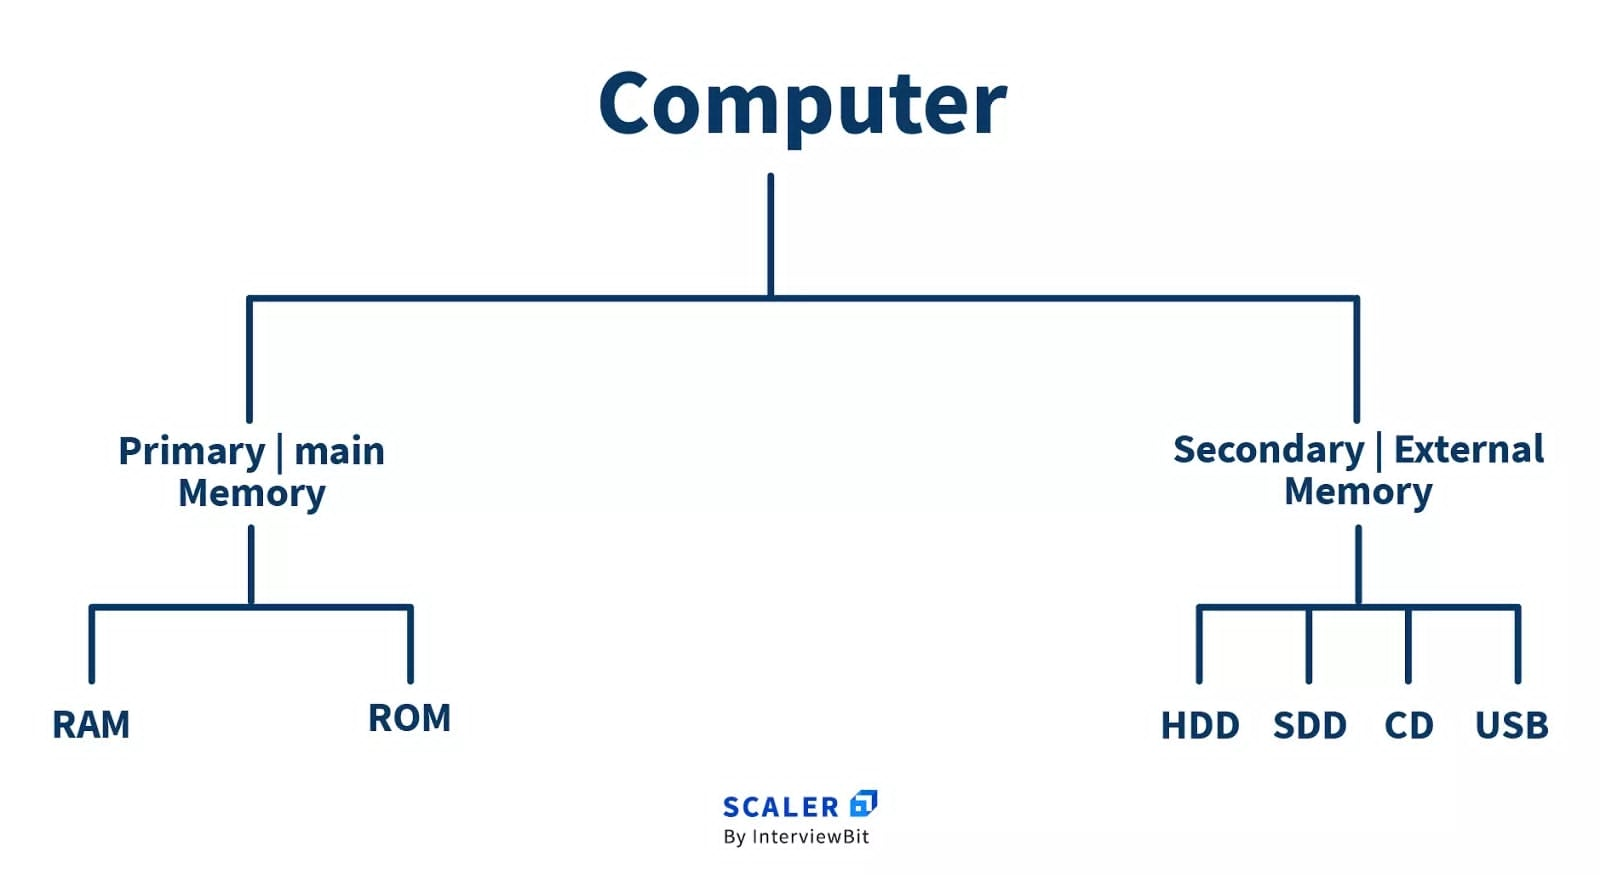 Computer
Primary | main
Memory
Secondary | External
Memory
RAM
ROM
HDD
SDD
CD
USB
SCALER
By InterviewBit